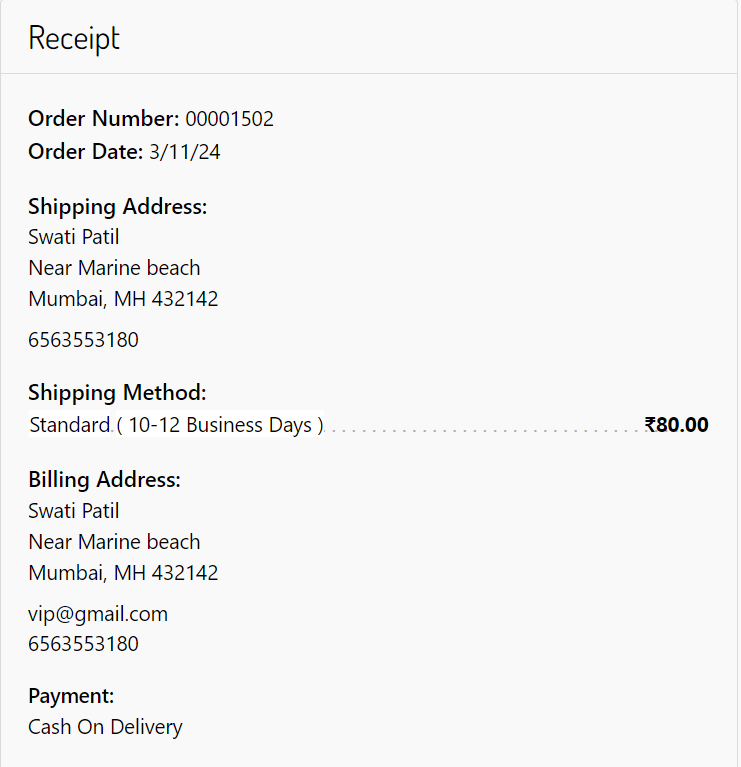 Receipt
Order Number: 00001502
Order Date: 3/11/24
Shipping Address:
Swati Patil
Near Marine beach
Mumbai, MH 432142
6563553180
Shipping Method:
Standard ( 10-12 Business Days ) . . . . . . . . . . . . . . . . . . . . . . . . . . . . . ₹80.00
Billing Address:
Swati Patil
Near Marine beach
Mumbai, MH 432142
vip@gmail.com
6563553180
Payment:
Cash On Delivery